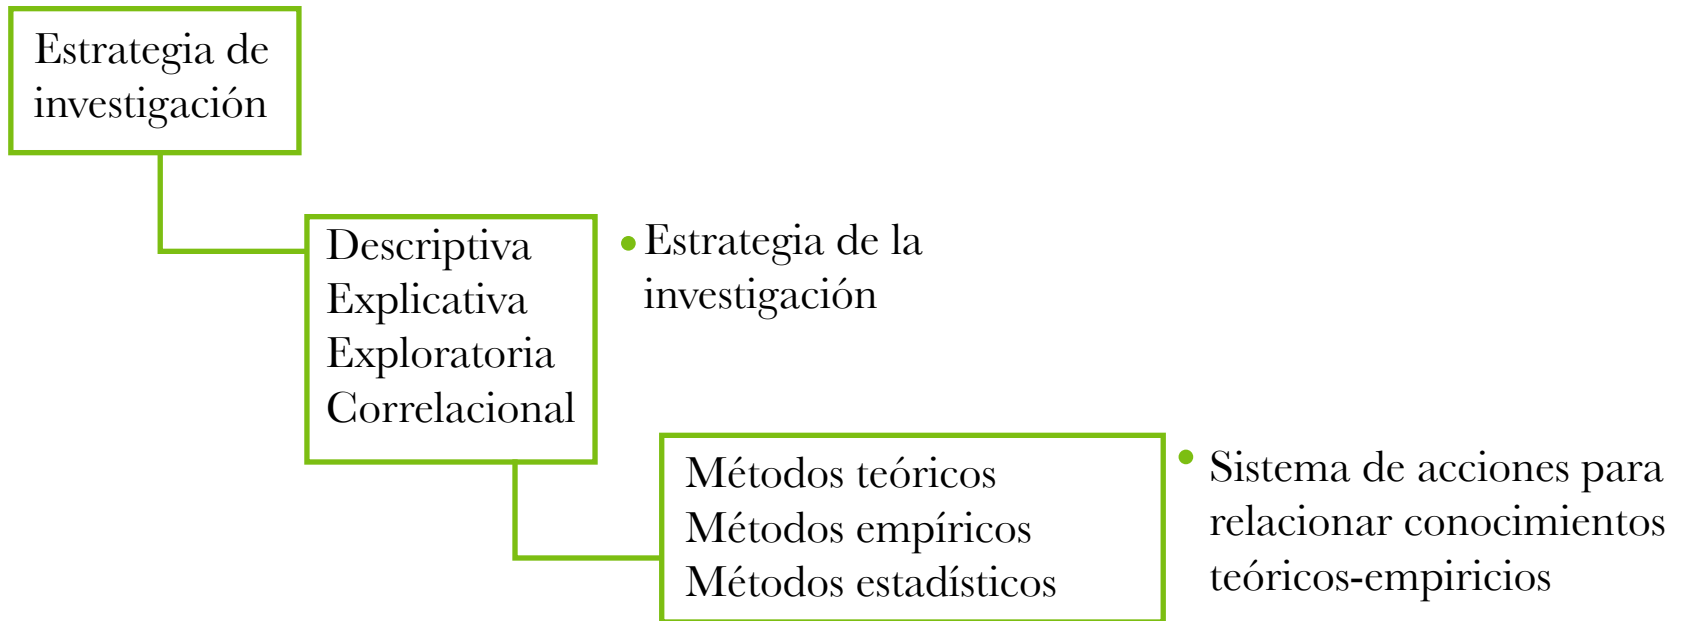 Estrategia de
investigación
Descriptiva
Explicativa
Exploratoria
Correlacional
Estrategia de la
investigación
Métodos teóricos
Métodos empíricos
Métodos estadísticos
Sistema de acciones para
relacionar conocimientos
teóricos-empiricios